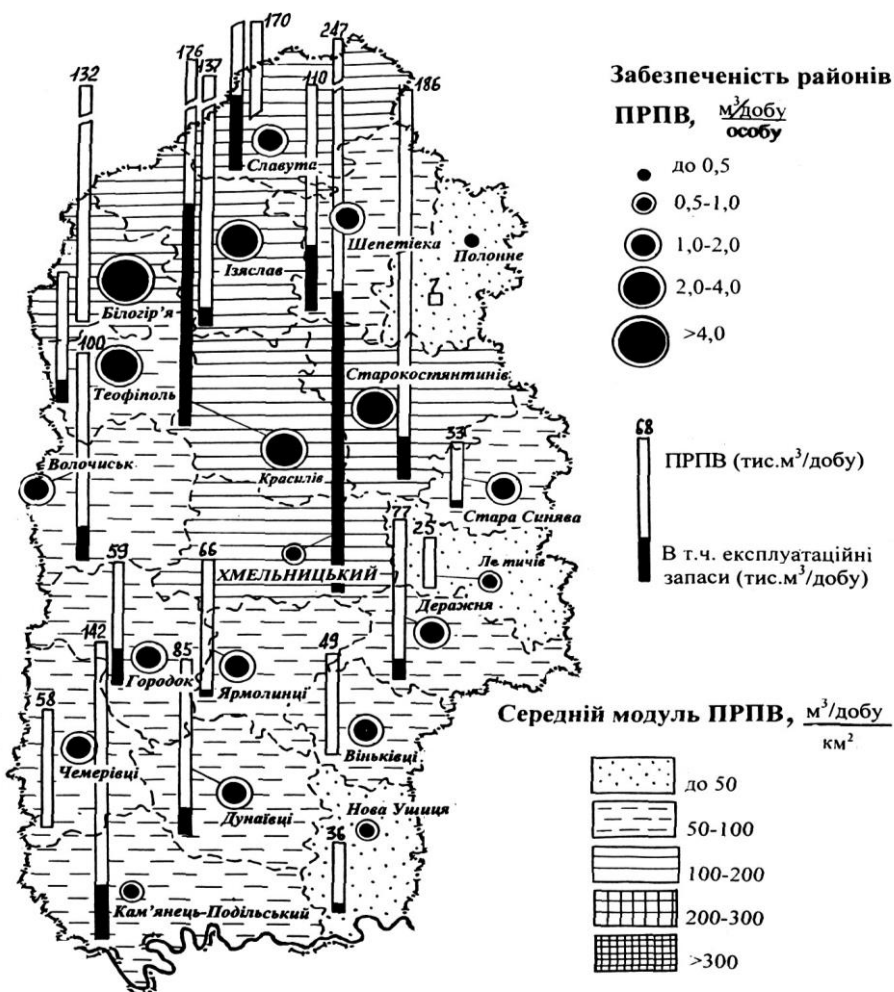 170
247
176
137
132
110
186
Славута
Шепетівка
Ізяслав
Полонне
7
Білогір'я
100
Теофіполь
Старокостянтинів
Волочиськ
Красилів
33
Стара Синява
77
25
59
66
ХМЕЛЬНИЦЬКИЙ
Летичів
Деражня
142
85
49
Городок
Ярмолинці
58
Чемерівці
Віньківці
Дунаївці
Нова Ушиця
36
Кам'янець-Подільський
Забезпеченість районів
ПРПВ, м³/добу
особу
до 0,5
0,5-1,0
1,0-2,0
2,0-4,0
>4,0
68
ПРПВ (тис.м³/добу)
В т.ч. експлуатаційні
запаси (тис.м³/добу)
Середній модуль ПРПВ, м³/добу
км²
до 50
50-100
100-200
200-300
>300